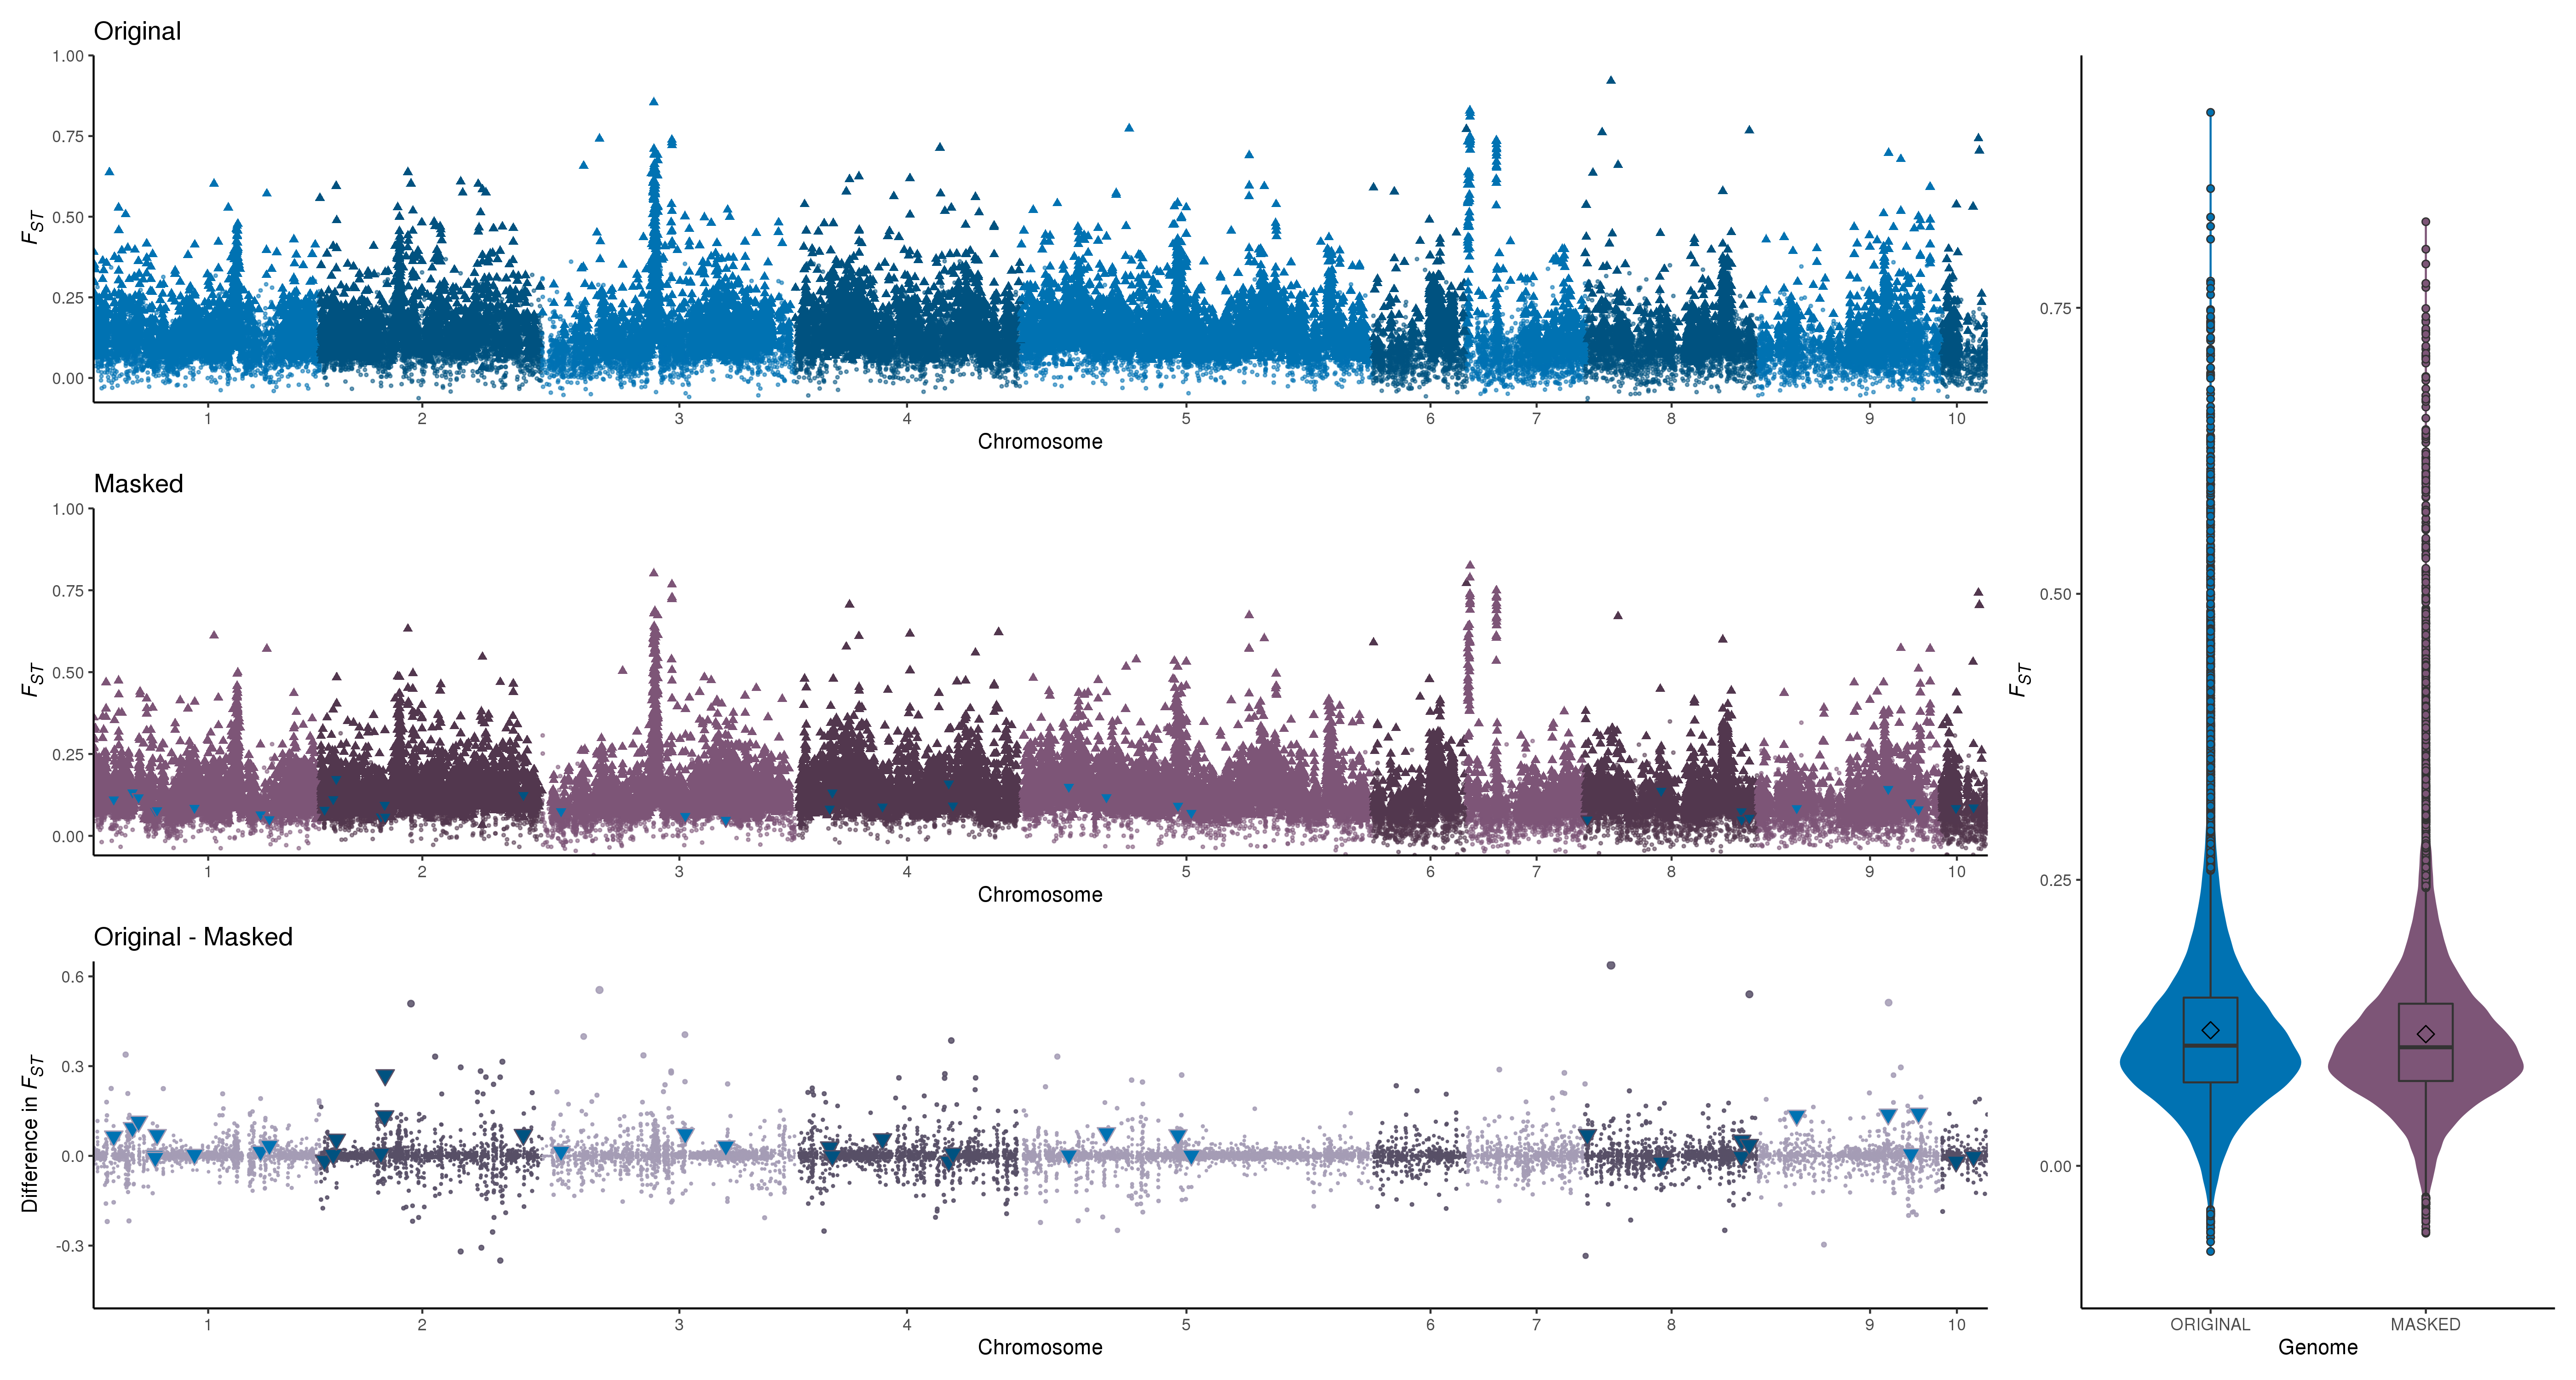 Original
1.00
0.75
0.50
0.25
0.00
FST
1 2 3 4 5 6 7 8 9 10
Chromosome
Masked
1.00
0.75
0.50
0.25
0.00
FST
1 2 3 4 5 6 7 8 9 10
Chromosome
Original - Masked
0.6
0.3
0.0
-0.3
Difference in FST
1 2 3 4 5 6 7 8 9 10
Chromosome
0.75
0.50
0.25
0.00
FST
ORIGINAL MASKED
Genome